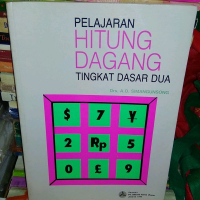 PELAJARAN
HITUNG
DAGANG
TINGKAT DASAR DUA
$ 7 ¥
2 Rp 5
0 £ 9